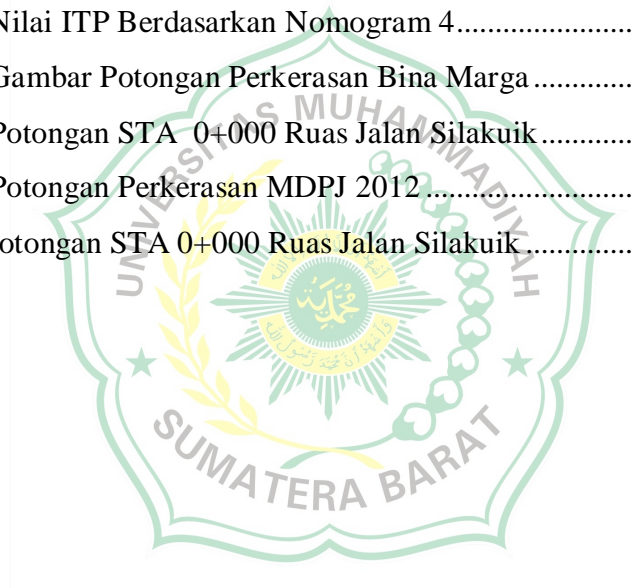 Nilai ITP Berdasarkan Nomogram 4.......................
Gambar Potongan Perkerasan Bina Marga.............
Potongan STA  0+000 Ruas Jalan Silakuik............
Potongan Perkerasan MDPJ 2012...........................
otongan STA 0+000 Ruas Jalan Silakuik..............
UNIVERSITAS MUHAMMADIYAH
SUMATERA BARAT